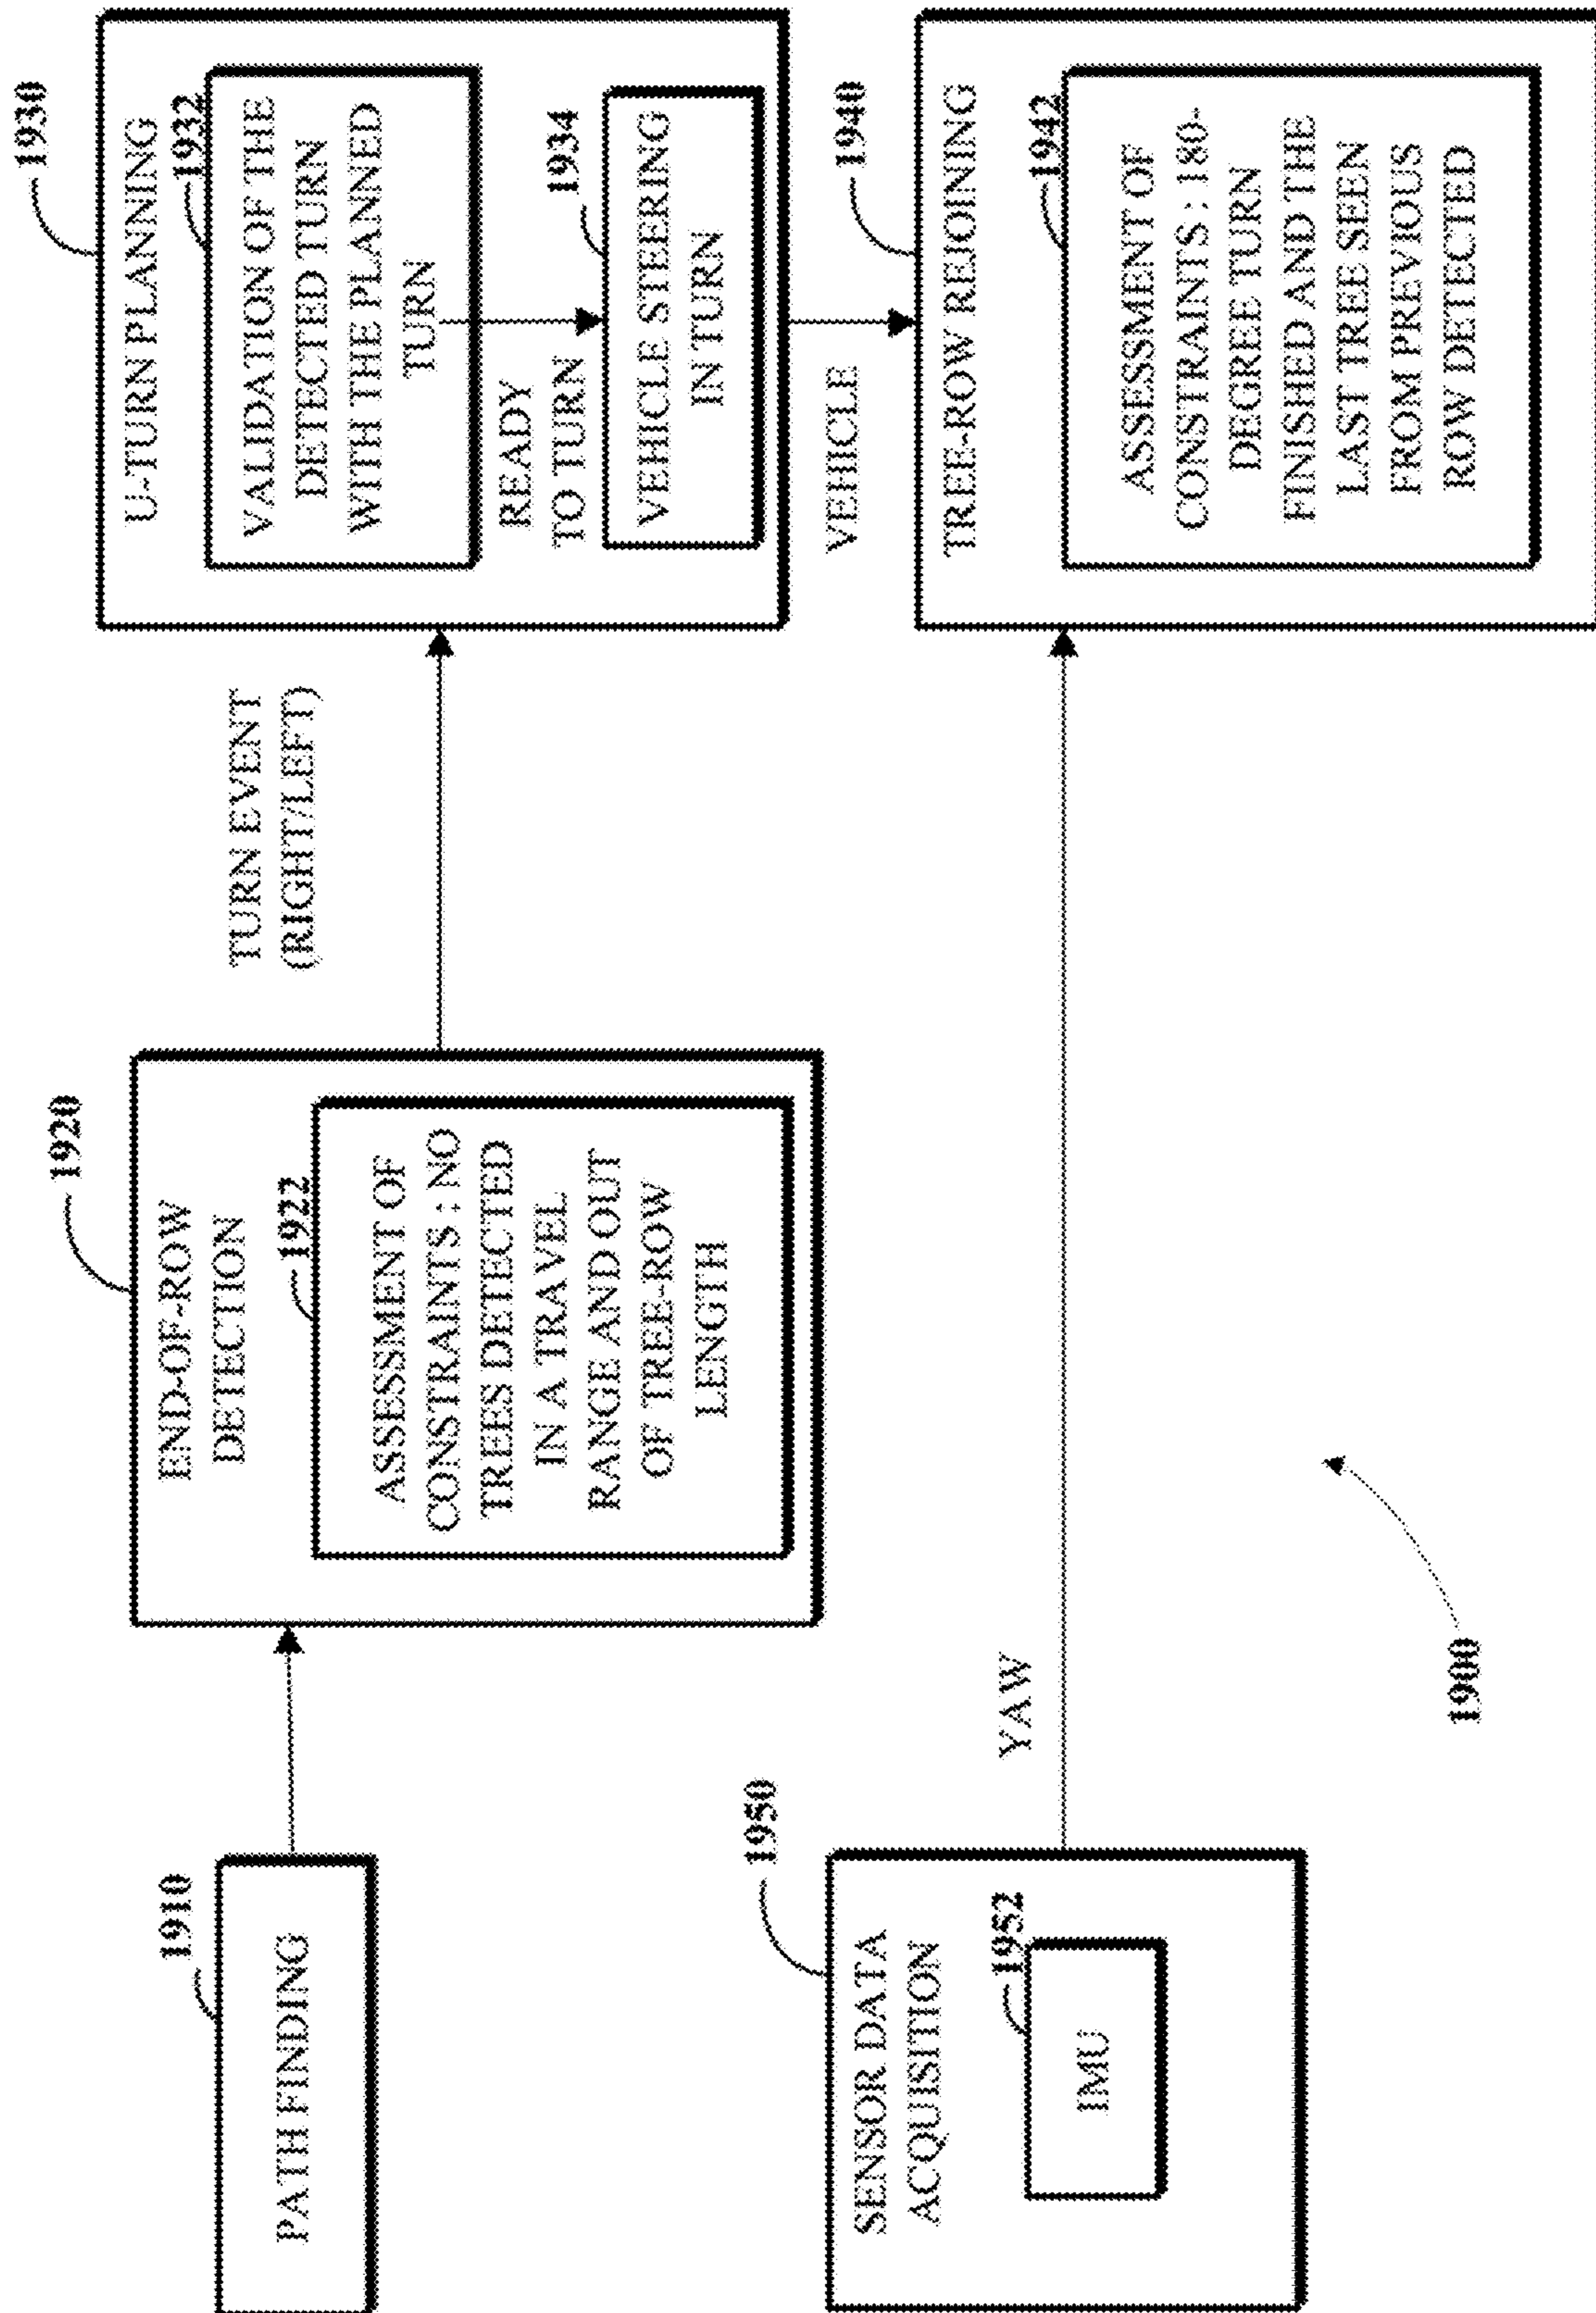 1910
PATH FINDING
1920
END-OF-ROW
DETECTION
1922
ASSESSMENT OF
CONSTRAINTS : NO
TREES DETECTED
IN A TRAVEL
RANGE AND OUT
OF TREE-ROW
LENGTH
TURN EVENT
(RIGHT/LEFT)
1930
U-TURN PLANNING
1932
VALIDATION OF THE
DETECTED TURN
WITH THE PLANNED
TURN
READY
TO TURN
1934
VEHICLE STEERING
IN TURN
VEHICLE
1950
SENSOR DATA
ACQUISITION
1952
IMU
YAW
1940
TREE-ROW REJOINING
1942
ASSESSMENT OF
CONSTRAINTS : 180-
DEGREE TURN
FINISHED AND THE
LAST TREE SEEN
FROM PREVIOUS
ROW DETECTED
1900